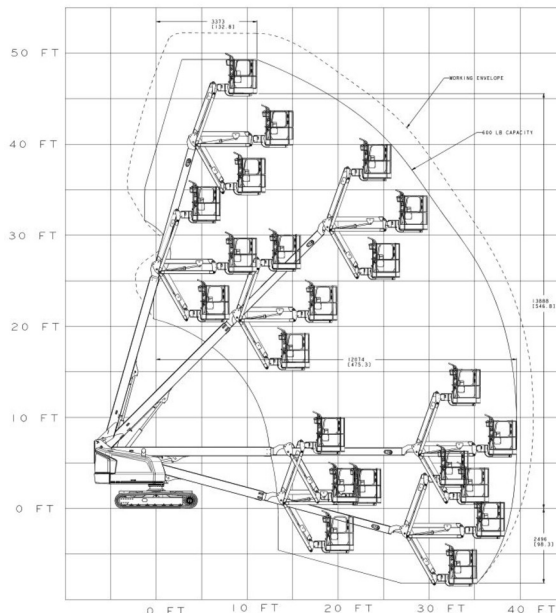 3373
[132.8]
50 FT
WORKING ENVELOPE
600 LB CAPACITY
40 FT
30 FT
13888
[546.8]
20 FT
12074
[475.3]
10 FT
0 FT
2496
[98.3]
0 FT
10 FT
20 FT
30 FT
40 FT